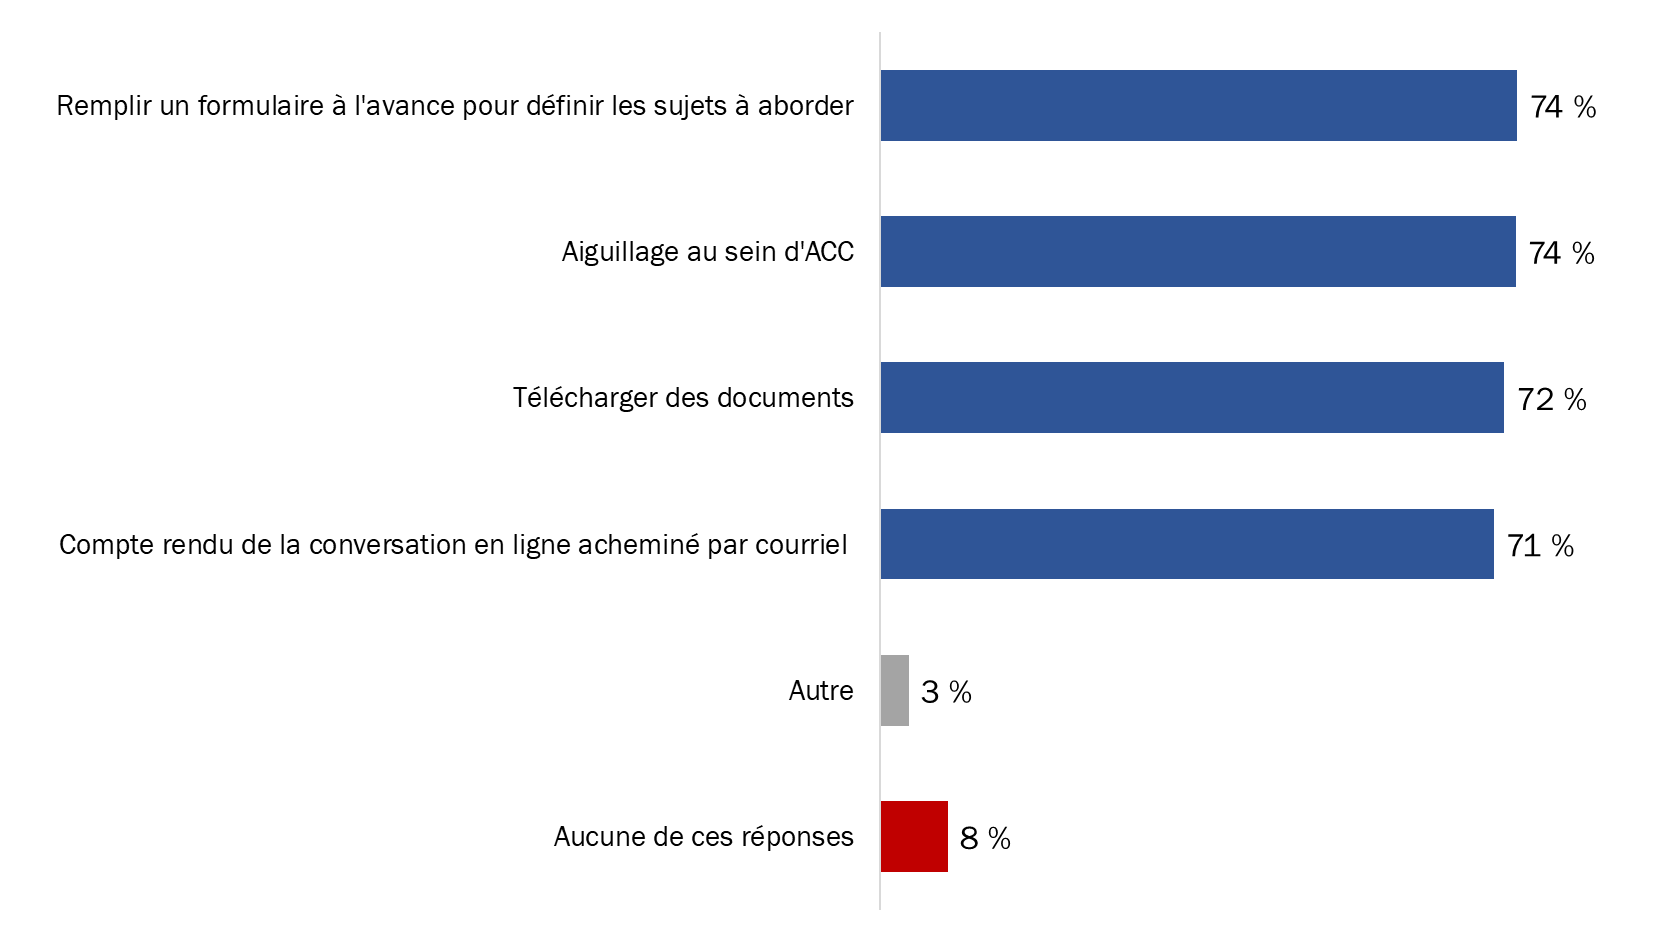 Remplir un formulaire à l'avance pour définir les sujets à aborder 74 %
Aiguillage au sein d'ACC 74 %
Télécharger des documents 72 %
Compte rendu de la conversation en ligne acheminé par courriel 71 %
Autre 3 %
Aucune de ces réponses 8 %